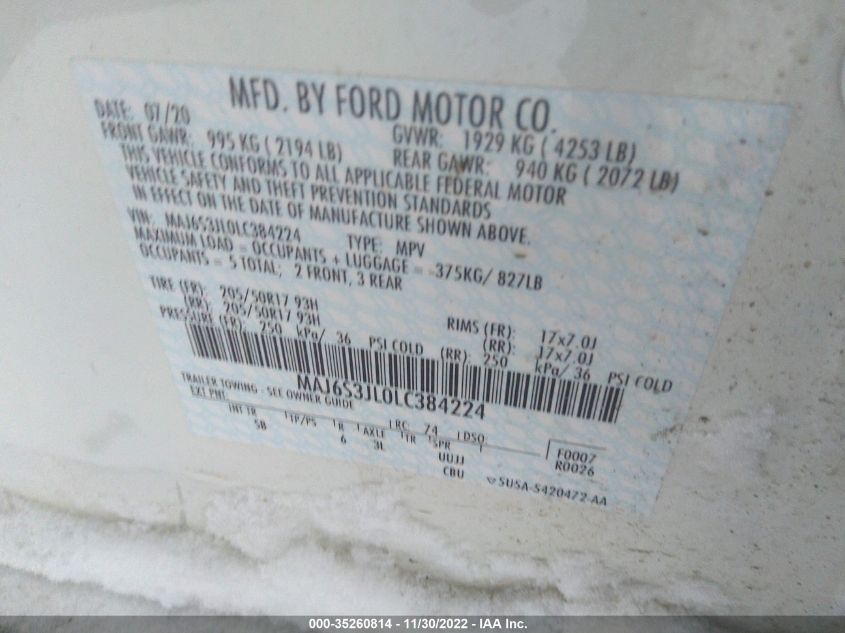 MFD. BY FORD MOTOR CO.
DATE: 07/20 GVWR: 1929 KG ( 4253 LB)
FRONT GAWR: 995 KG ( 2194 LB) REAR GAWR: 940 KG ( 2072 LB)
THIS VEHICLE CONFORMS TO ALL APPLICABLE FEDERAL MOTOR
VEHICLE SAFETY AND THEFT PREVENTION STANDARDS
IN EFFECT ON THE DATE OF MANUFACTURE SHOWN ABOVE.
VIN: MAJ6S3JL0LC384224 TYPE: MPV
MAXIMUM LOAD = OCCUPANTS + LUGGAGE = 375KG/ 827LB
OCCUPANTS = 5 TOTAL; 2 FRONT, 3 REAR
TIRE (FR): 205/50R17 93H RIMS (FR): 17x7.0J
(RR): 205/50R17 93H (RR): 17x7.0J
PRESSURE (FR): 250 kPa/ 36 PSI COLD (RR): 250 kPa/ 36 PSI COLD
MAJ6S3JL0LC384224
TRAILER TOWING - SEE OWNER GUIDE
EXT PNT: RC: 74 DSO:
INT TR TP/PS R AXLE TR SPR F0007
5B 6 3L UUJJ R0026
CBU
5U5A-5420472-AA
000-35260814 - 11/30/2022 - IAA Inc.